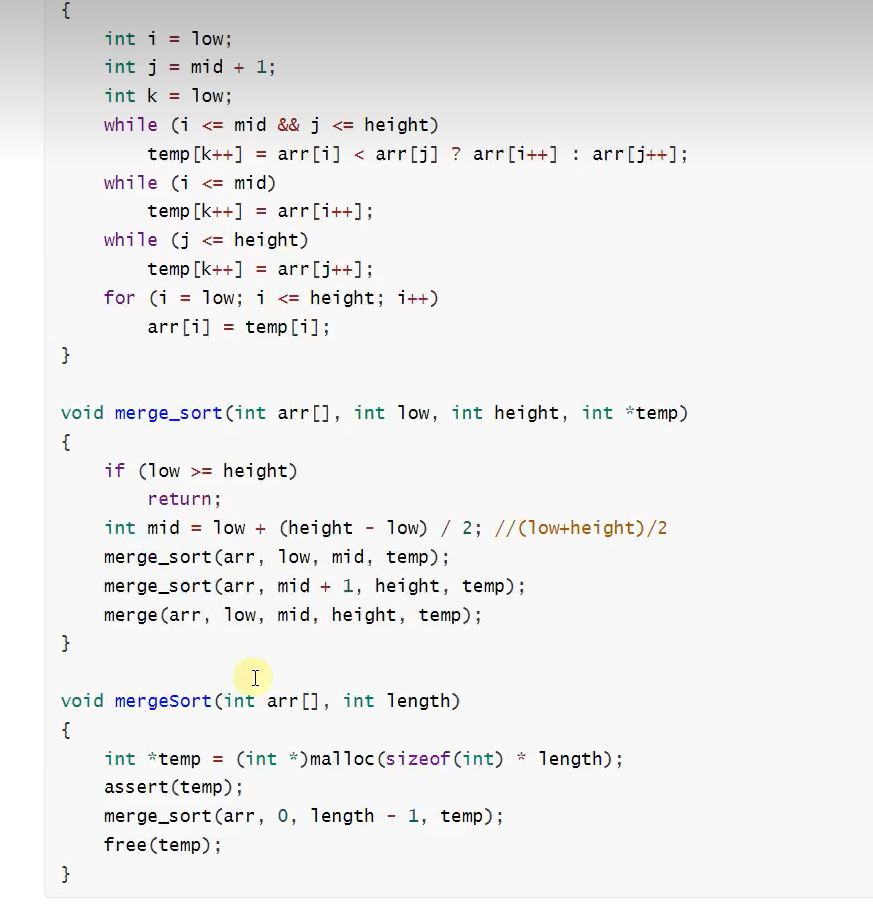 {
    int i = low;
    int j = mid + 1;
    int k = low;
    while (i <= mid && j <= height)
        temp[k++] = arr[i] < arr[j] ? arr[i++] : arr[j++];
    while (i <= mid)
        temp[k++] = arr[i++];
    while (j <= height)
        temp[k++] = arr[j++];
    for (i = low; i <= height; i++)
        arr[i] = temp[i];
}

void merge_sort(int arr[], int low, int height, int *temp)
{
    if (low >= height)
        return;
    int mid = low + (height - low) / 2; //(low+height)/2
    merge_sort(arr, low, mid, temp);
    merge_sort(arr, mid + 1, height, temp);
    merge(arr, low, mid, height, temp);
}

void mergeSort(int arr[], int length)
{
    int *temp = (int *)malloc(sizeof(int) * length);
    assert(temp);
    merge_sort(arr, 0, length - 1, temp);
    free(temp);
}